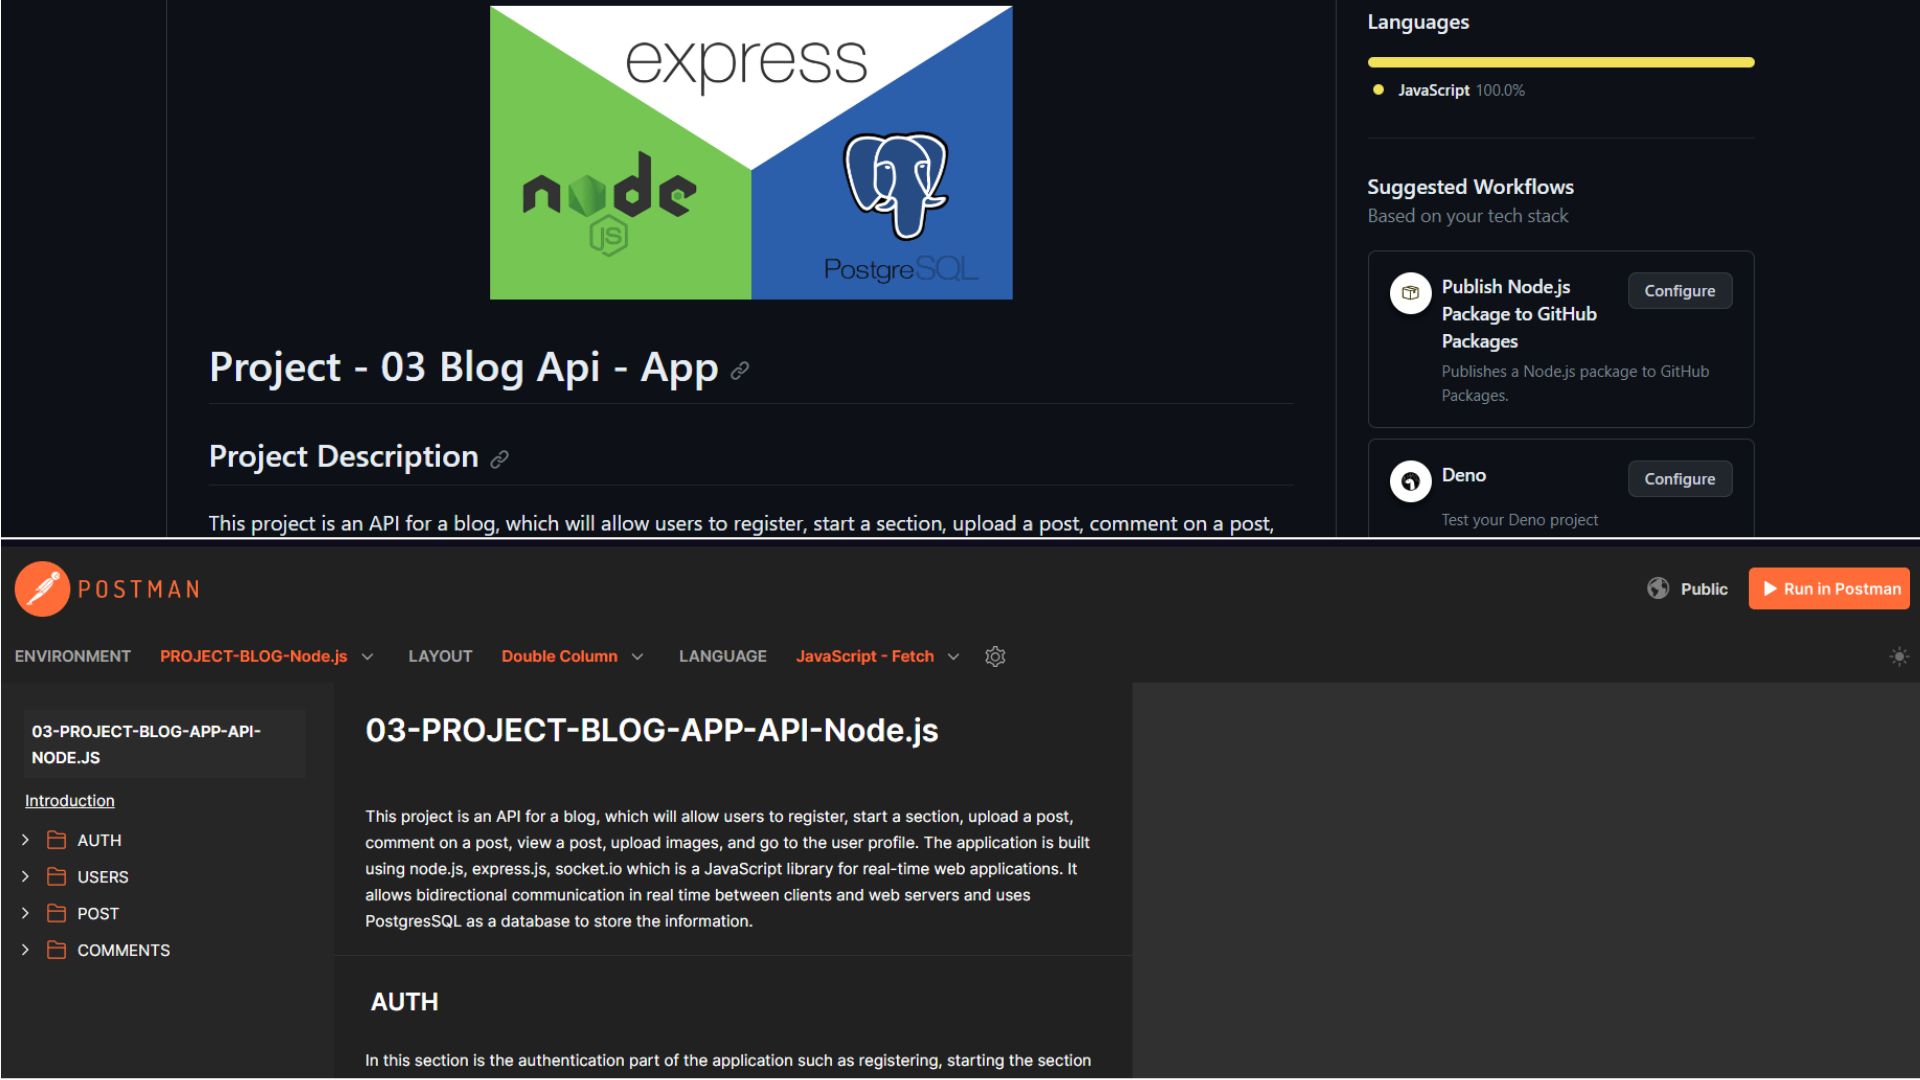 express
node
JS
PostgreSQL
Project - 03 Blog Api - App
Project Description
This project is an API for a blog, which will allow users to register, start a section, upload a post, comment on a post,
Languages
JavaScript 100.0%
Suggested Workflows
Based on your tech stack
Publish Node.js
Package to GitHub
Packages
Configure
Publishes a Node.js package to GitHub
Packages.
Deno
Configure
Test your Deno project
POSTMAN
Public
Run in Postman
ENVIRONMENT PROJECT-BLOG-Node.js LAYOUT Double Column LANGUAGE JavaScript - Fetch
03-PROJECT-BLOG-APP-API-
NODE.JS
Introduction
AUTH
USERS
POST
COMMENTS
03-PROJECT-BLOG-APP-API-Node.js
This project is an API for a blog, which will allow users to register, start a section, upload a post,
comment on a post, view a post, upload images, and go to the user profile. The application is built
using node.js, express.js, socket.io which is a JavaScript library for real-time web applications. It
allows bidirectional communication in real time between clients and web servers and uses
PostgresSQL as a database to store the information.
AUTH
In this section is the authentication part of the application such as registering, starting the section